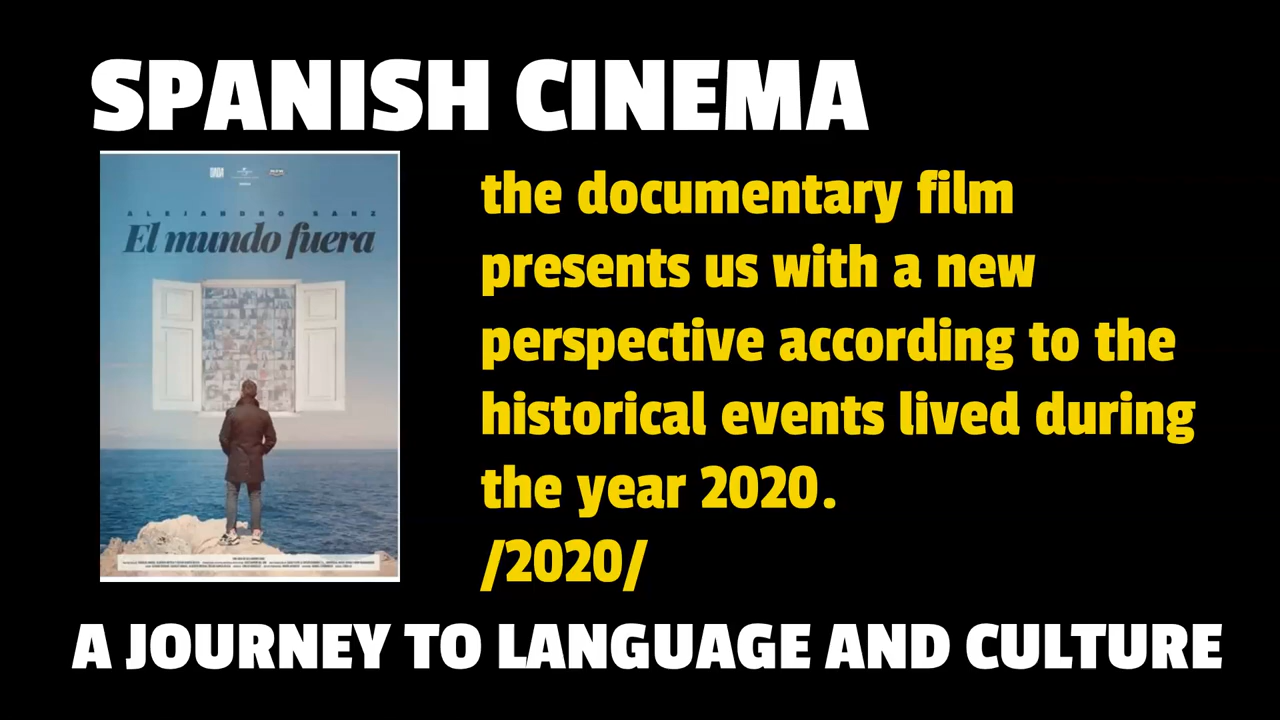 SPANISH CINEMA
ALEJANDRO SANZ
El mundo fuera
the documentary film
presents us with a new
perspective according to the
historical events lived during
the year 2020.
/2020/
A JOURNEY TO LANGUAGE AND CULTURE